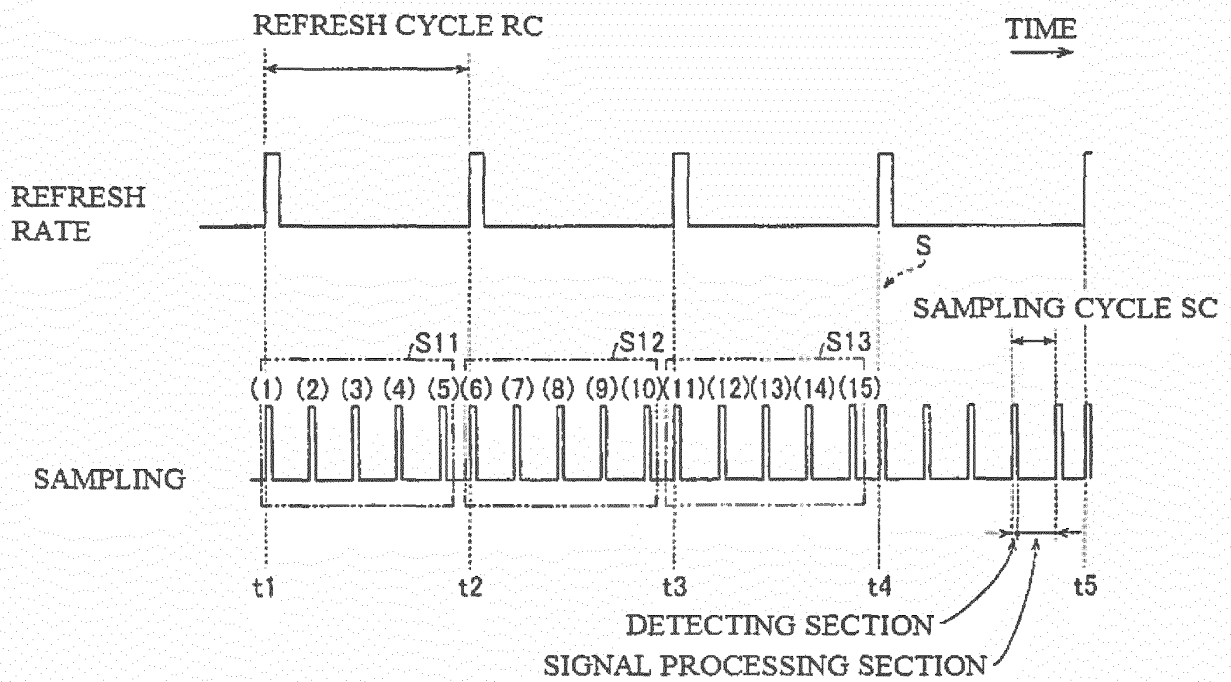 REFRESH CYCLE RC
TIME
REFRESH
RATE
S
SAMPLING CYCLE SC
S11
S12
S13
(1) (2) (3) (4) (5) (6) (7) (8) (9) (10) (11) (12) (13) (14) (15)
SAMPLING
t1 t2 t3 t4 t5
DETECTING SECTION
SIGNAL PROCESSING SECTION